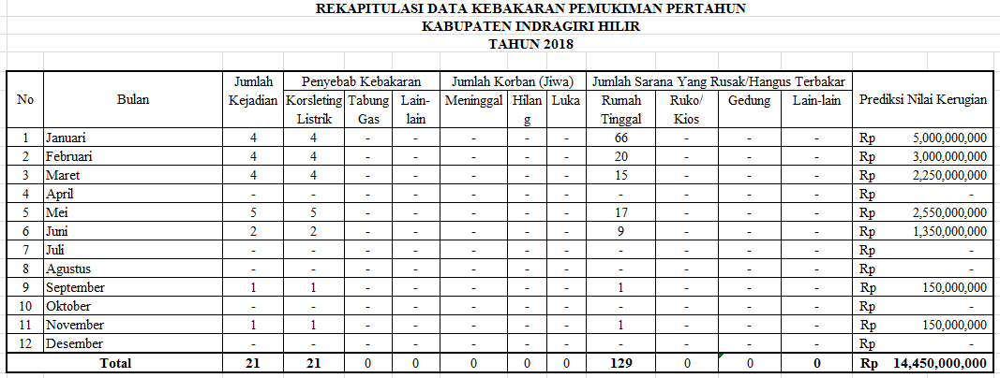 REKAPITULASI DATA KEBAKARAN PEMUKIMAN PERTAHUN
KABUPATEN INDRAGIRI HILIR
TAHUN 2018
No Bulan Jumlah Kejadian Penyebab Kebakaran Jumlah Korban (Jiwa) Jumlah Sarana Yang Rusak/Hangus Terbakar Prediksi Nilai Kerugian
Korsleting Listrik Tabung Gas Lain-lain Meninggal Hilang Luka Rumah Tinggal Ruko/Kios Gedung Lain-lain
1 Januari 4 4 - - - - - 66 - - - Rp 5,000,000,000
2 Februari 4 4 - - - - - 20 - - - Rp 3,000,000,000
3 Maret 4 4 - - - - - 15 - - - Rp 2,250,000,000
4 April - - - - - - - - - - - Rp -
5 Mei 5 5 - - - - - 17 - - - Rp 2,550,000,000
6 Juni 2 2 - - - - - 9 - - - Rp 1,350,000,000
7 Juli - - - - - - - - - - - Rp -
8 Agustus - - - - - - - - - - - Rp -
9 September 1 1 - - - - - 1 - - - Rp 150,000,000
10 Oktober - - - - - - - - - - - Rp -
11 November 1 1 - - - - - 1 - - - Rp 150,000,000
12 Desember - - - - - - - - - - - Rp -
Total 21 21 0 0 0 0 0 129 0 0 0 Rp 14,450,000,000